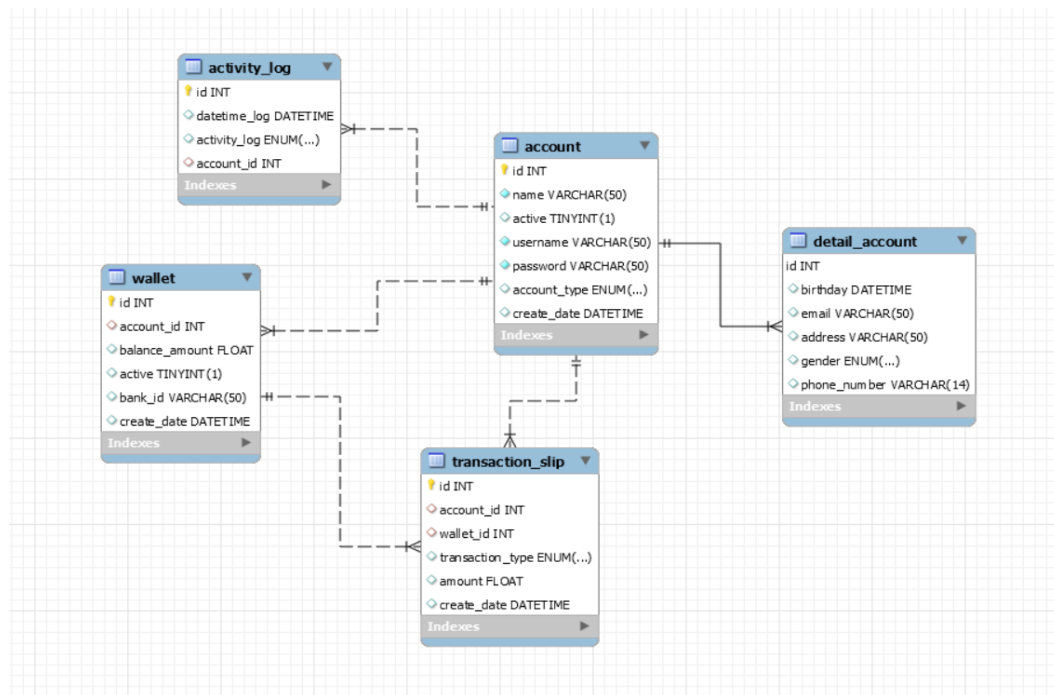 activity_log
id INT
datetime_log DATETIME
activity_log ENUM(...)
account_id INT
Indexes
account
id INT
name VARCHAR(50)
active TINYINT(1)
username VARCHAR(50)
password VARCHAR(50)
account_type ENUM(...)
create_date DATETIME
Indexes
detail_account
id INT
birthday DATETIME
email VARCHAR(50)
address VARCHAR(50)
gender ENUM(...)
phone_number VARCHAR(14)
Indexes
wallet
id INT
account_id INT
balance_amount FLOAT
active TINYINT(1)
bank_id VARCHAR(50)
create_date DATETIME
Indexes
transaction_slip
id INT
account_id INT
wallet_id INT
transaction_type ENUM(...)
amount FLOAT
create_date DATETIME
Indexes